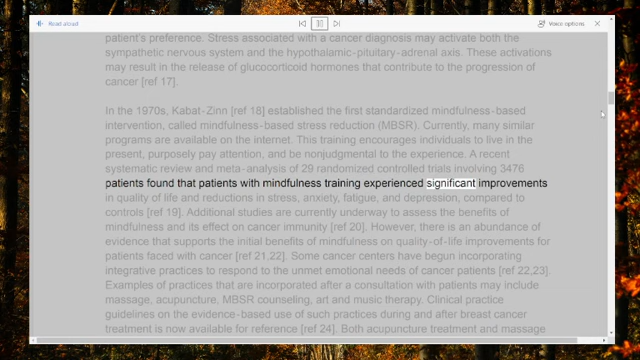 Read aloud
Voice options
patient's preference. Stress associated with a cancer diagnosis may activate both the
sympathetic nervous system and the hypothalamic-pituitary-adrenal axis. These activations
may result in the release of glucocorticoid hormones that contribute to the progression of
cancer [ref 17].
In the 1970s, Kabat-Zinn [ref 18] established the first standardized mindfulness-based
intervention, called mindfulness-based stress reduction (MBSR). Currently, many similar
programs are available on the internet. This training encourages individuals to live in the
present, purposely pay attention, and be nonjudgmental to the experience. A recent
systematic review and meta-analysis of 29 randomized controlled trials involving 3476
patients found that patients with mindfulness training experienced significant improvements
in quality of life and reductions in stress, anxiety, fatigue, and depression, compared to
controls [ref 19]. Additional studies are currently underway to assess the benefits of
mindfulness and its effect on cancer immunity [ref 20]. However, there is an abundance of
evidence that supports the initial benefits of mindfulness on quality-of-life improvements for
patients faced with cancer [ref 21,22]. Some cancer centers have begun incorporating
integrative practices to respond to the unmet emotional needs of cancer patients [ref 22,23].
Examples of practices that are incorporated after a consultation with patients may include
massage, acupuncture, MBSR counseling, art and music therapy. Clinical practice
guidelines on the evidence-based use of such practices during and after breast cancer
treatment is now available for reference [ref 24]. Both acupuncture treatment and massage